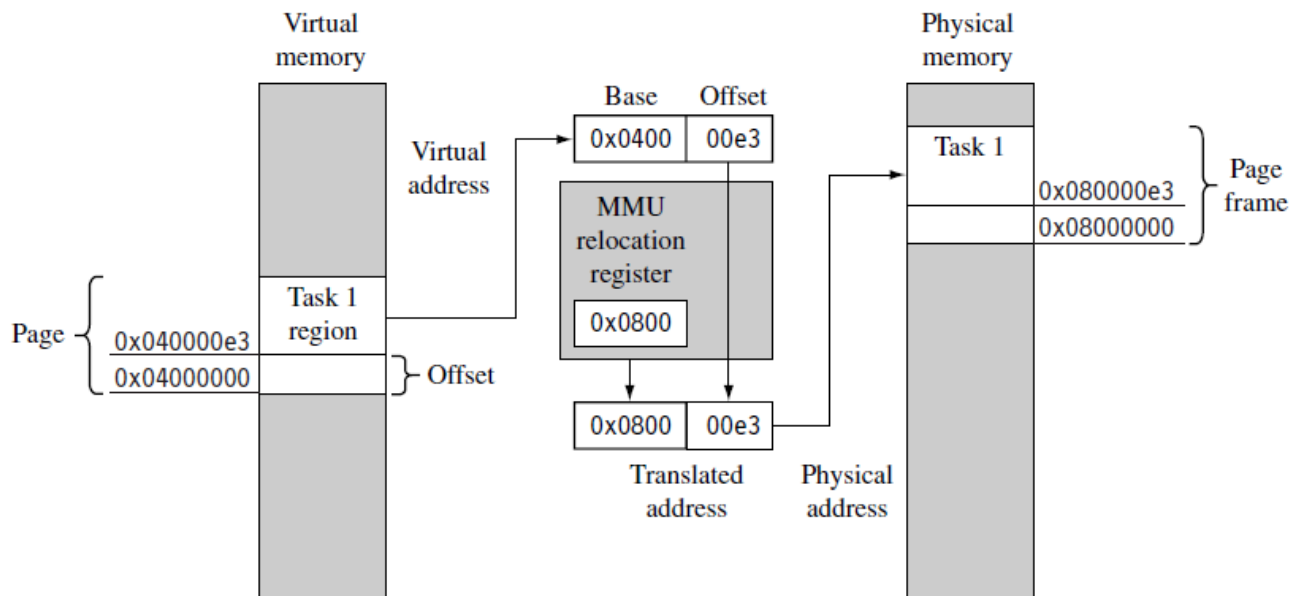 Virtual
memory
Physical
memory
Base
Offset
0x0400
00e3
Virtual
address
Task 1
0x080000e3
0x08000000
Page
frame
MMU
relocation
register
0x0800
Task 1
region
Page
0x040000e3
0x04000000
Offset
0x0800
00e3
Translated
address
Physical
address